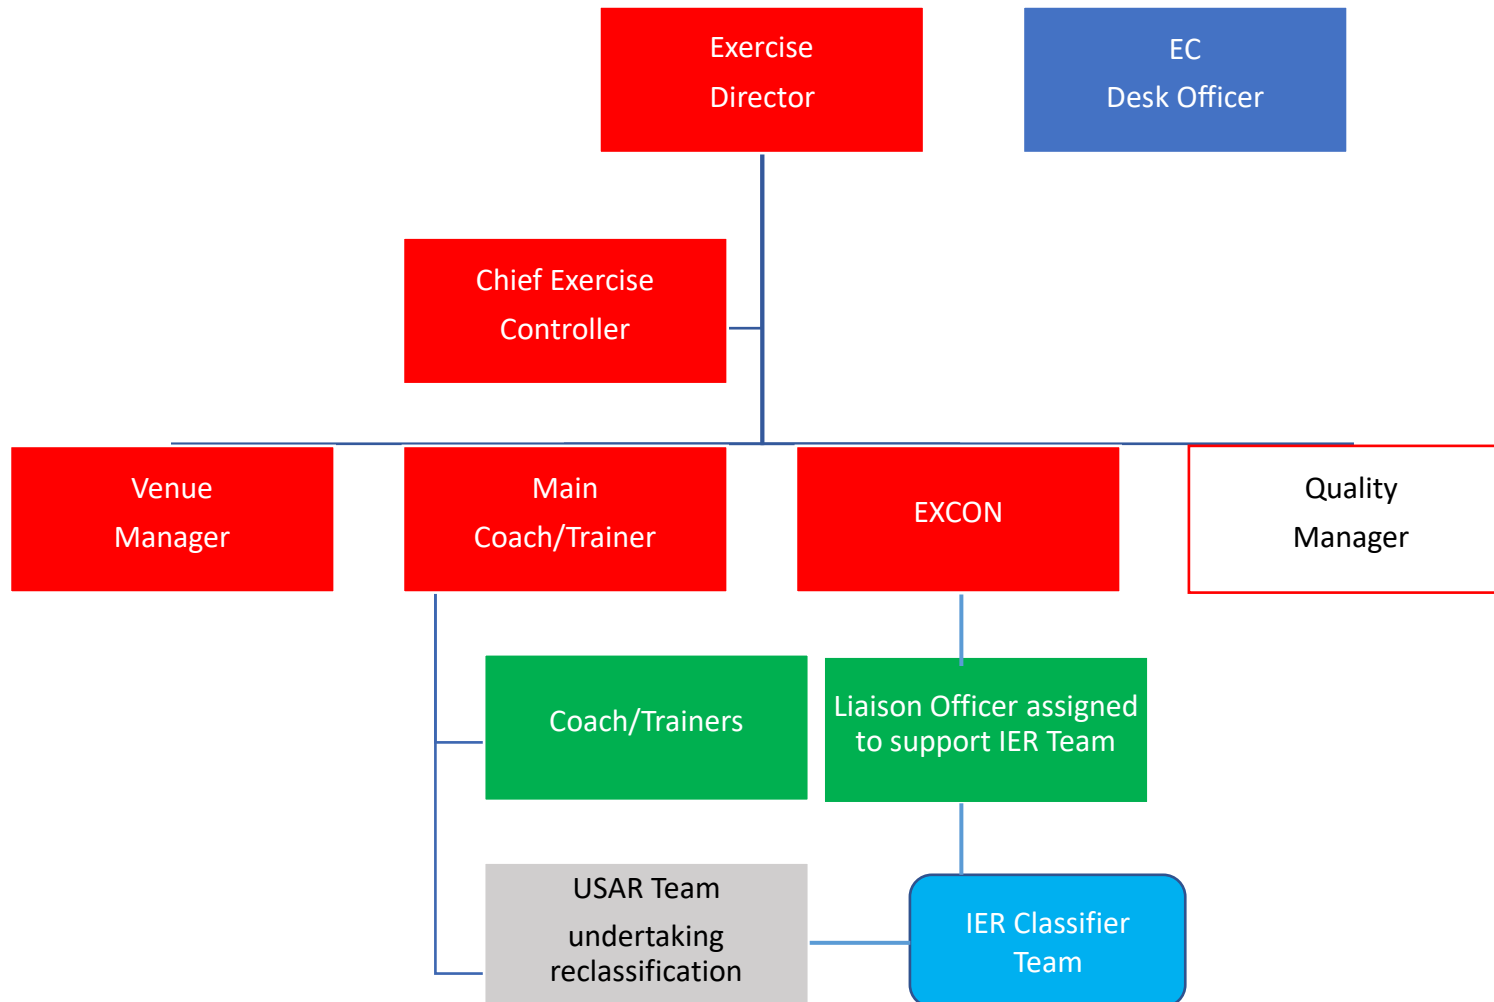 Exercise
Director
EC
Desk Officer
Chief Exercise
Controller
Venue
Manager
Main
Coach/Trainer
EXCON
Quality
Manager
Coach/Trainers
Liaison Officer assigned
to support IER Team
USAR Team
undertaking
reclassification
IER Classifier
Team